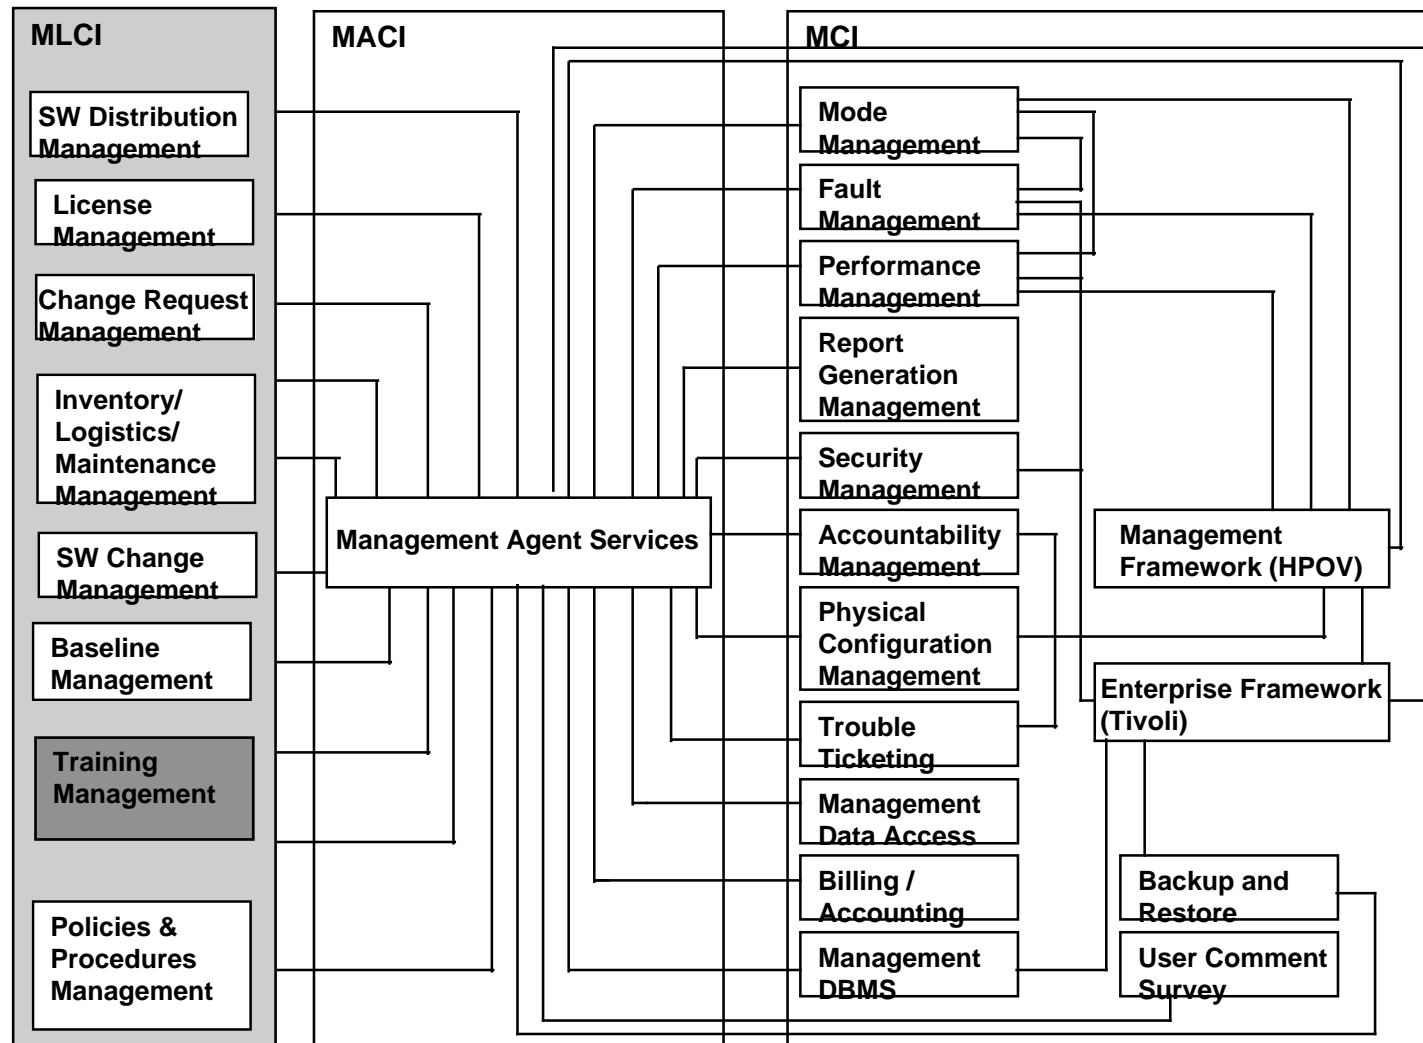 MLCI
SW Distribution
Management
License
Management
Change Request
Management
Inventory/
Logistics/
Maintenance
Management
SW Change
Management
Baseline
Management
Training
Management
Policies &
Procedures
Management
MACI
Management Agent Services
MCI
Mode
Management
Fault
Management
Performance
Management
Report
Generation
Management
Security
Management
Accountability
Management
Physical
Configuration
Management
Trouble
Ticketing
Management
Data Access
Billing /
Accounting
Management
DBMS
Management
Framework (HPOV)
Enterprise Framework
(Tivoli)
Backup and
Restore
User Comment
Survey